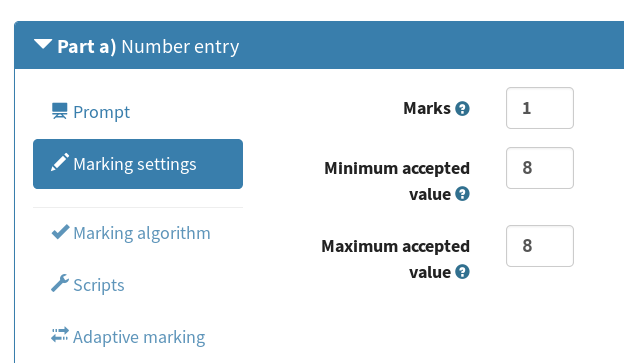 Part a) Number entry
Prompt
Marking settings
Marking algorithm
Scripts
Adaptive marking
Marks ? 1
Minimum accepted
value ? 8
Maximum accepted
value ? 8